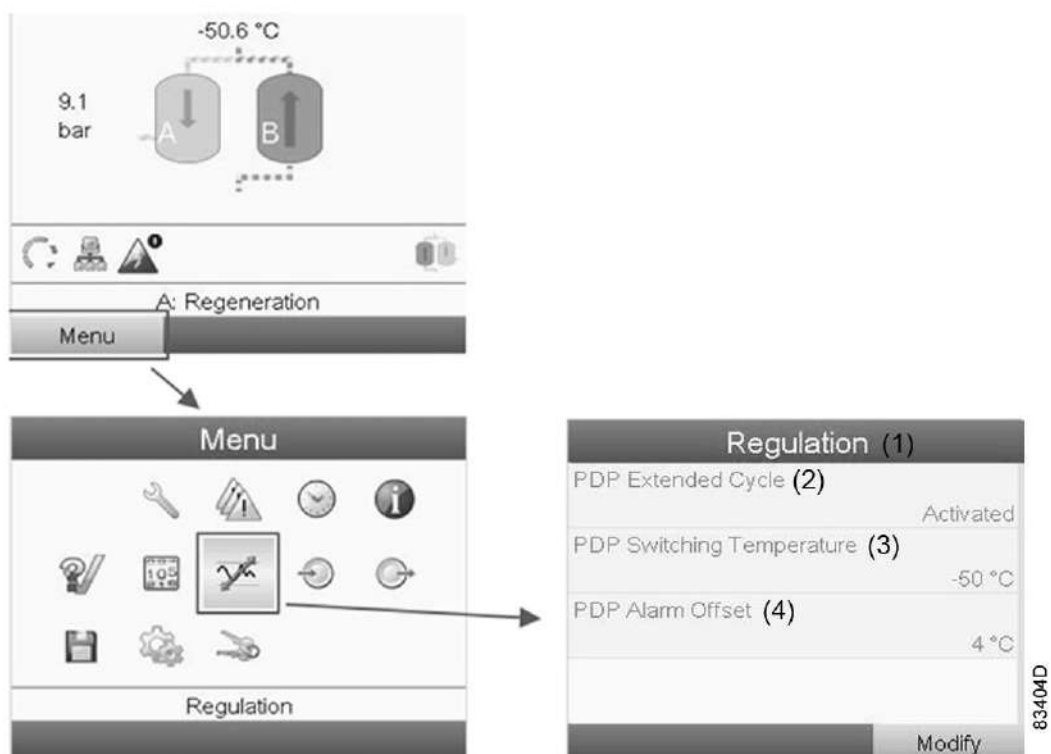 -50.6 °C
9.1
bar
A
B
A: Regeneration
Menu
Menu
Regulation
Regulation (1)
PDP Extended Cycle (2)
Activated
PDP Switching Temperature (3)
-50 °C
PDP Alarm Offset (4)
4 °C
Modify
83404D